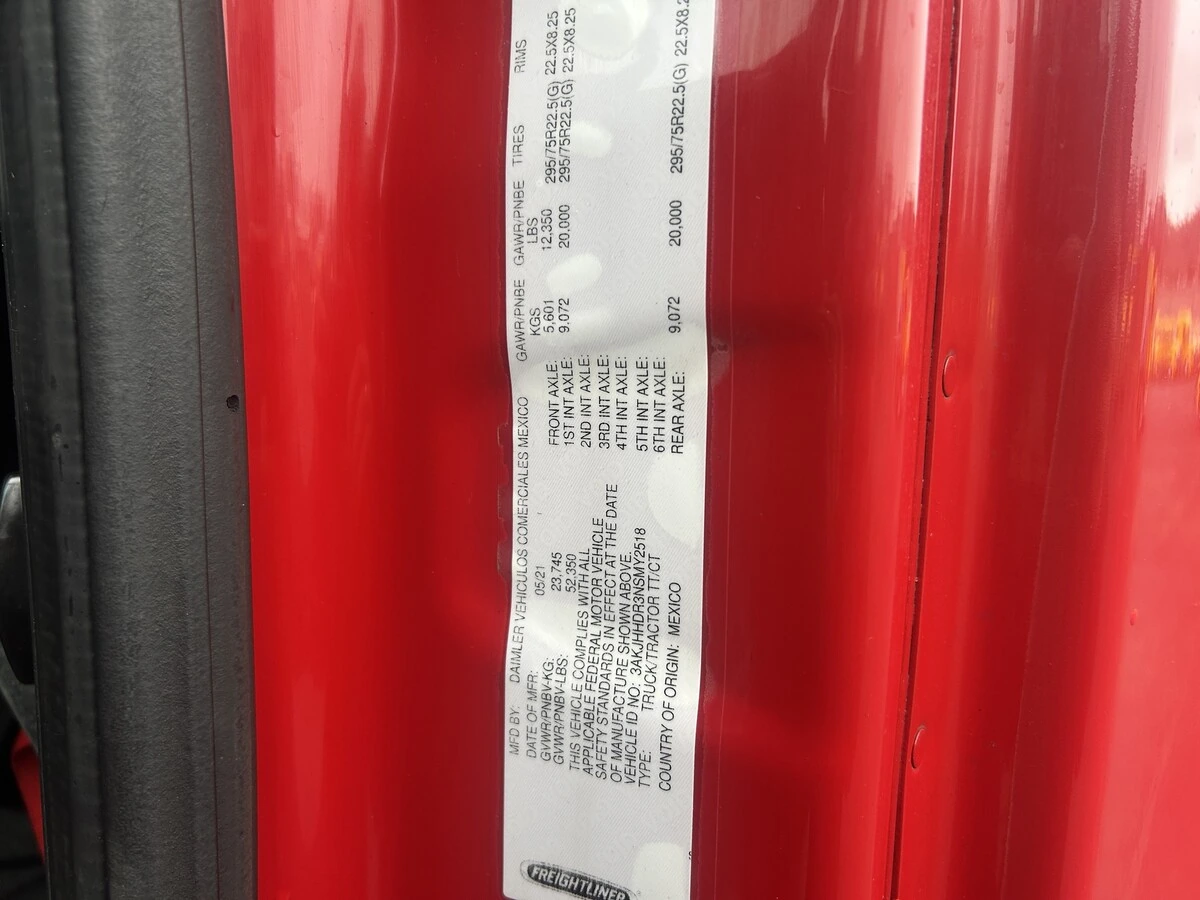 FREIGHTLINER
MFD BY: DAIMLER VEHICULOS COMERCIALES MEXICO
DATE OF MFR: 05/21
GVWR/PNBV-KG: 23,745
GVWR/PNBV-LBS: 52,350
THIS VEHICLE COMPLIES WITH ALL
APPLICABLE FEDERAL MOTOR VEHICLE
SAFETY STANDARDS IN EFFECT AT THE DATE
OF MANUFACTURE SHOWN ABOVE.
VEHICLE ID NO: 3AKJHHDR3NSMY2518
TYPE: TRUCK/TRACTOR TT/CT
COUNTRY OF ORIGIN: MEXICO
GAWR/PNBE GAWR/PNBE TIRES RIMS
KGS LBS
FRONT AXLE: 5,601 12,350 295/75R22.5(G) 22.5X8.25
1ST INT AXLE: 9,072 20,000 295/75R22.5(G) 22.5X8.25
2ND INT AXLE:
3RD INT AXLE:
4TH INT AXLE:
5TH INT AXLE:
6TH INT AXLE:
REAR AXLE: 9,072 20,000 295/75R22.5(G) 22.5X8.2